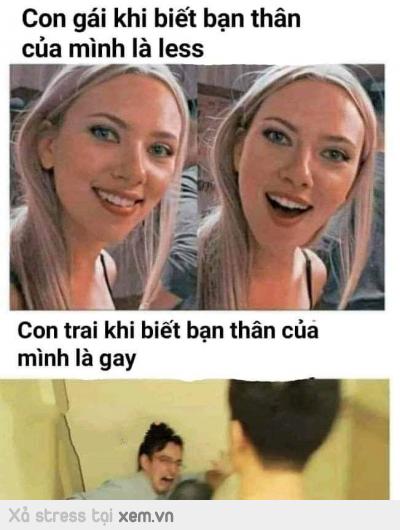 Con gái khi biết bạn thân
của mình là less
Con trai khi biết bạn thân của
mình là gay
Xả stress tại xem.vn